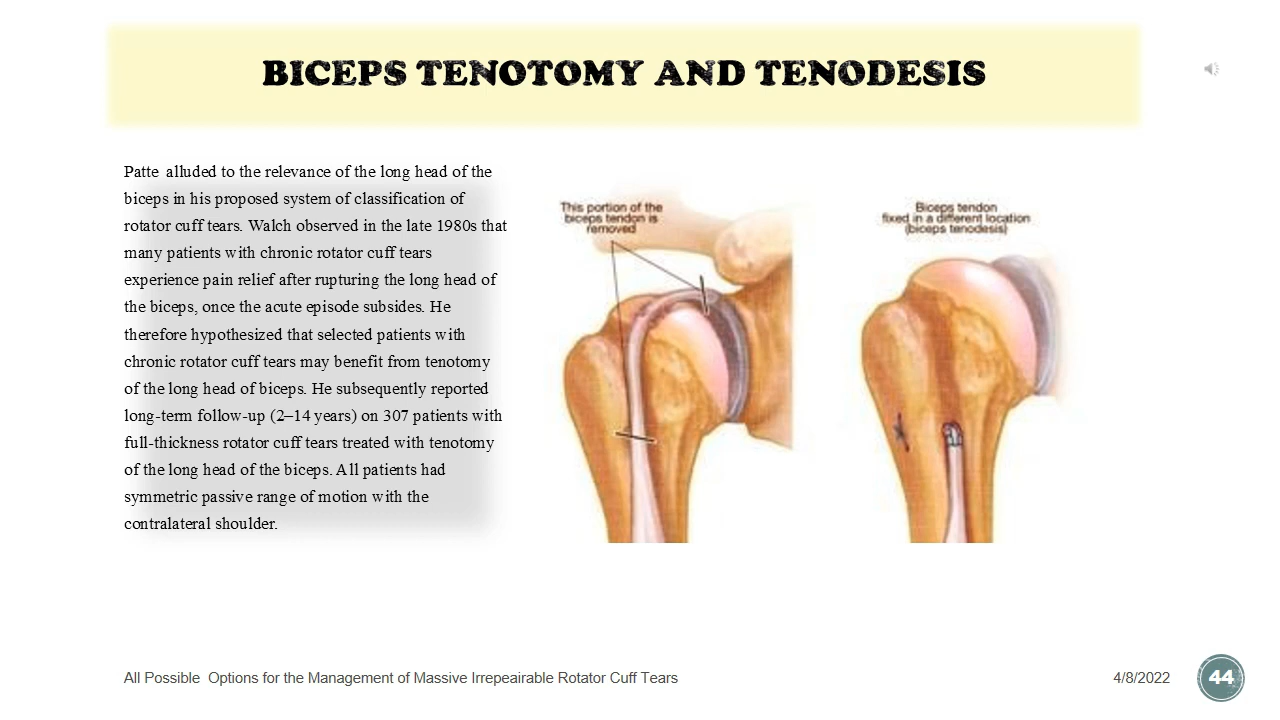 BICEPS TENOTOMY AND TENODESIS
Patte alluded to the relevance of the long head of the
biceps in his proposed system of classification of
rotator cuff tears. Walch observed in the late 1980s that
many patients with chronic rotator cuff tears
experience pain relief after rupturing the long head of
the biceps, once the acute episode subsides. He
therefore hypothesized that selected patients with
chronic rotator cuff tears may benefit from tenotomy
of the long head of biceps. He subsequently reported
long-term follow-up (2–14 years) on 307 patients with
full-thickness rotator cuff tears treated with tenotomy
of the long head of the biceps. All patients had
symmetric passive range of motion with the
contralateral shoulder.
This portion of the
biceps tendon is
removed
Biceps tendon
fixed in a different location
(biceps tenodesis)
All Possible Options for the Management of Massive Irrepeairable Rotator Cuff Tears
4/8/2022
44